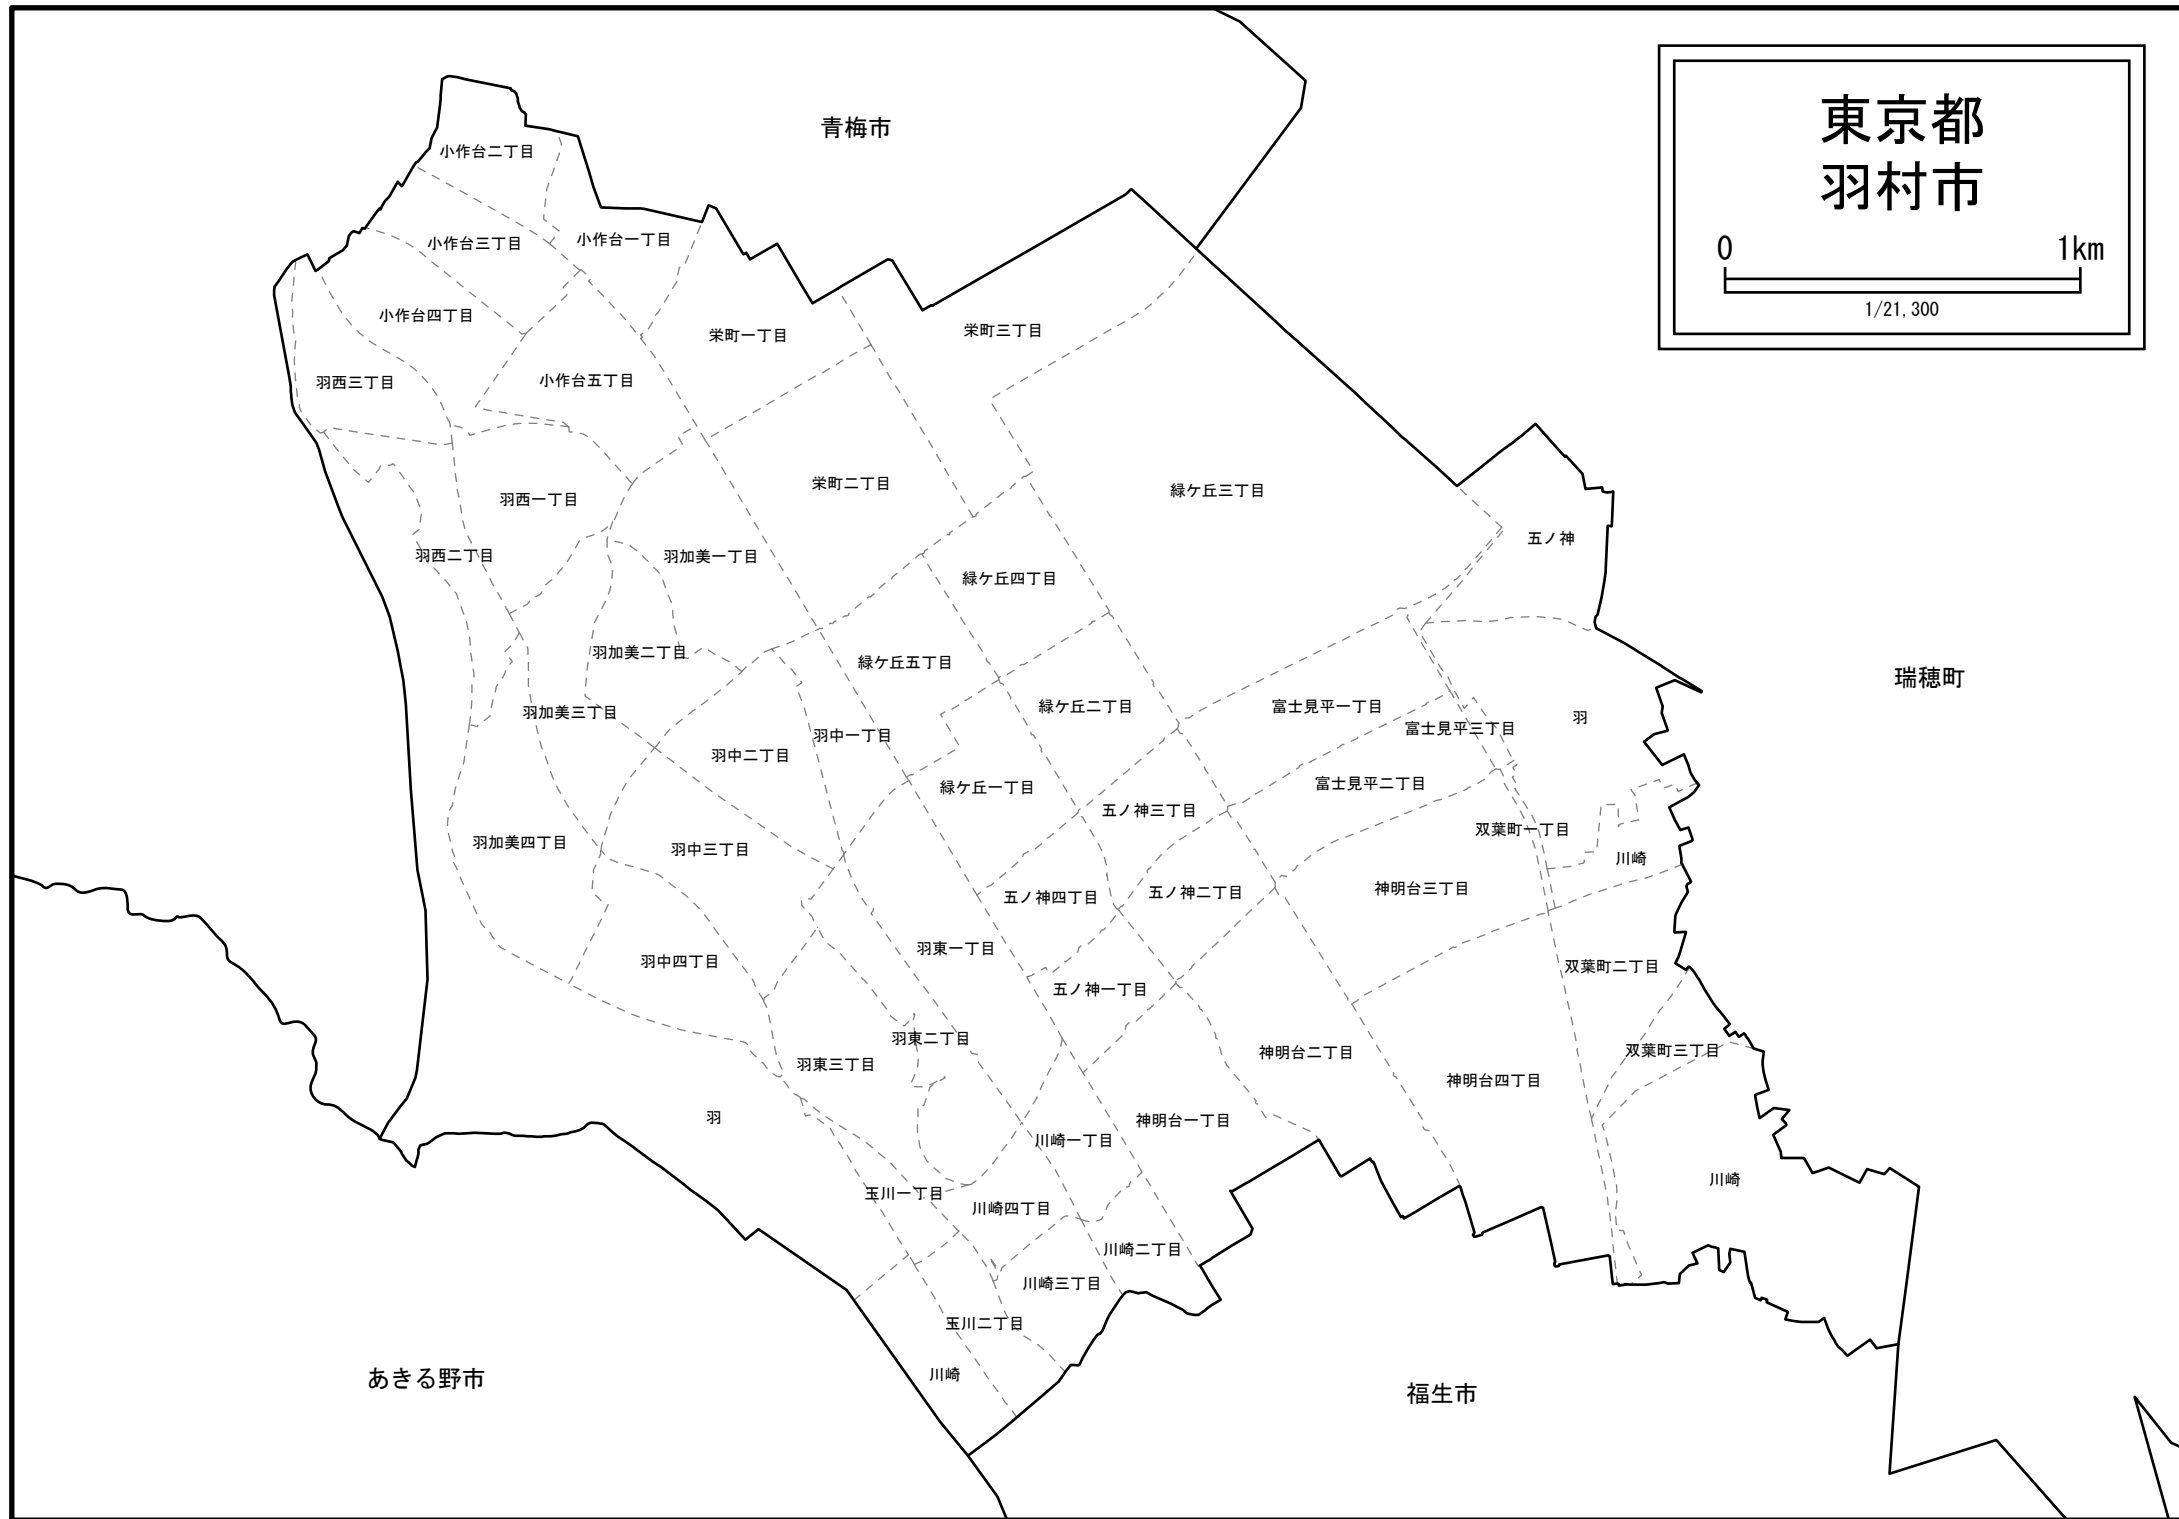 東京都
羽村市
0 1km
1/21,300
青梅市
小作台二丁目
小作台三丁目
小作台一丁目
小作台四丁目
栄町一丁目
栄町三丁目
羽西三丁目
小作台五丁目
栄町二丁目
緑ケ丘三丁目
羽西一丁目
五ノ神
羽西二丁目
羽加美一丁目
緑ケ丘四丁目
羽加美二丁目
緑ケ丘五丁目
瑞穂町
羽加美三丁目
緑ケ丘二丁目
富士見平一丁目
羽
羽中二丁目
羽中一丁目
富士見平三丁目
緑ケ丘一丁目
富士見平二丁目
五ノ神三丁目
双葉町一丁目
羽加美四丁目
羽中三丁目
川崎
五ノ神四丁目
五ノ神二丁目
神明台三丁目
羽東一丁目
羽中四丁目
双葉町二丁目
五ノ神一丁目
羽東二丁目
羽東三丁目
神明台二丁目
双葉町三丁目
神明台四丁目
羽
神明台一丁目
川崎一丁目
玉川一丁目
川崎四丁目
川崎
川崎二丁目
川崎三丁目
玉川二丁目
川崎
あきる野市
福生市